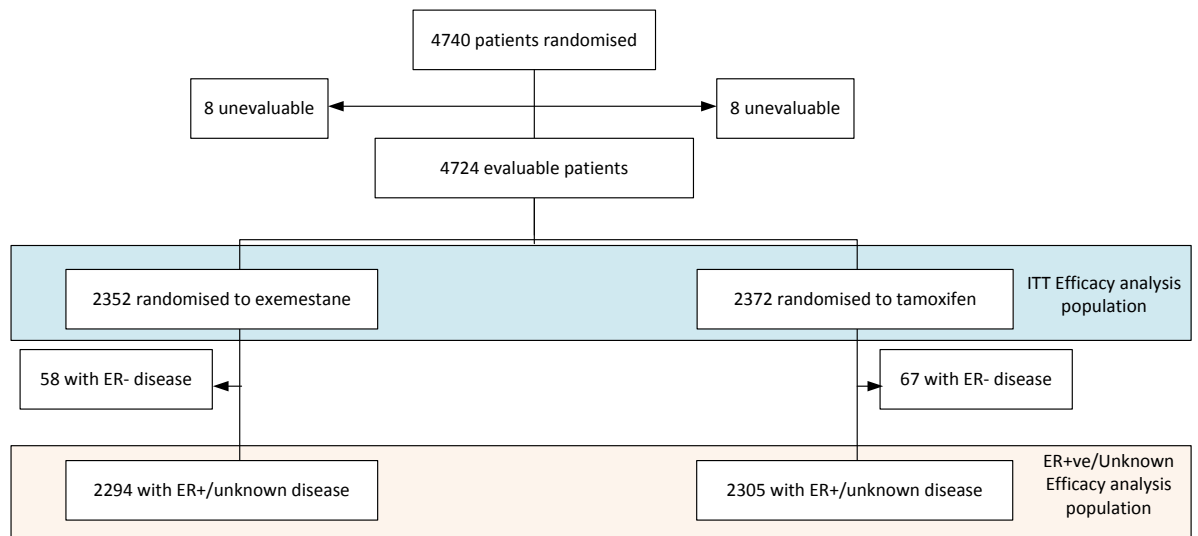 4740 patients randomised
8 unevaluable
8 unevaluable
4724 evaluable patients
2352 randomised to exemestane
2372 randomised to tamoxifen
ITT Efficacy analysis
population
58 with ER- disease
67 with ER- disease
2294 with ER+/unknown disease
2305 with ER+/unknown disease
ER+ve/Unknown
Efficacy analysis
population